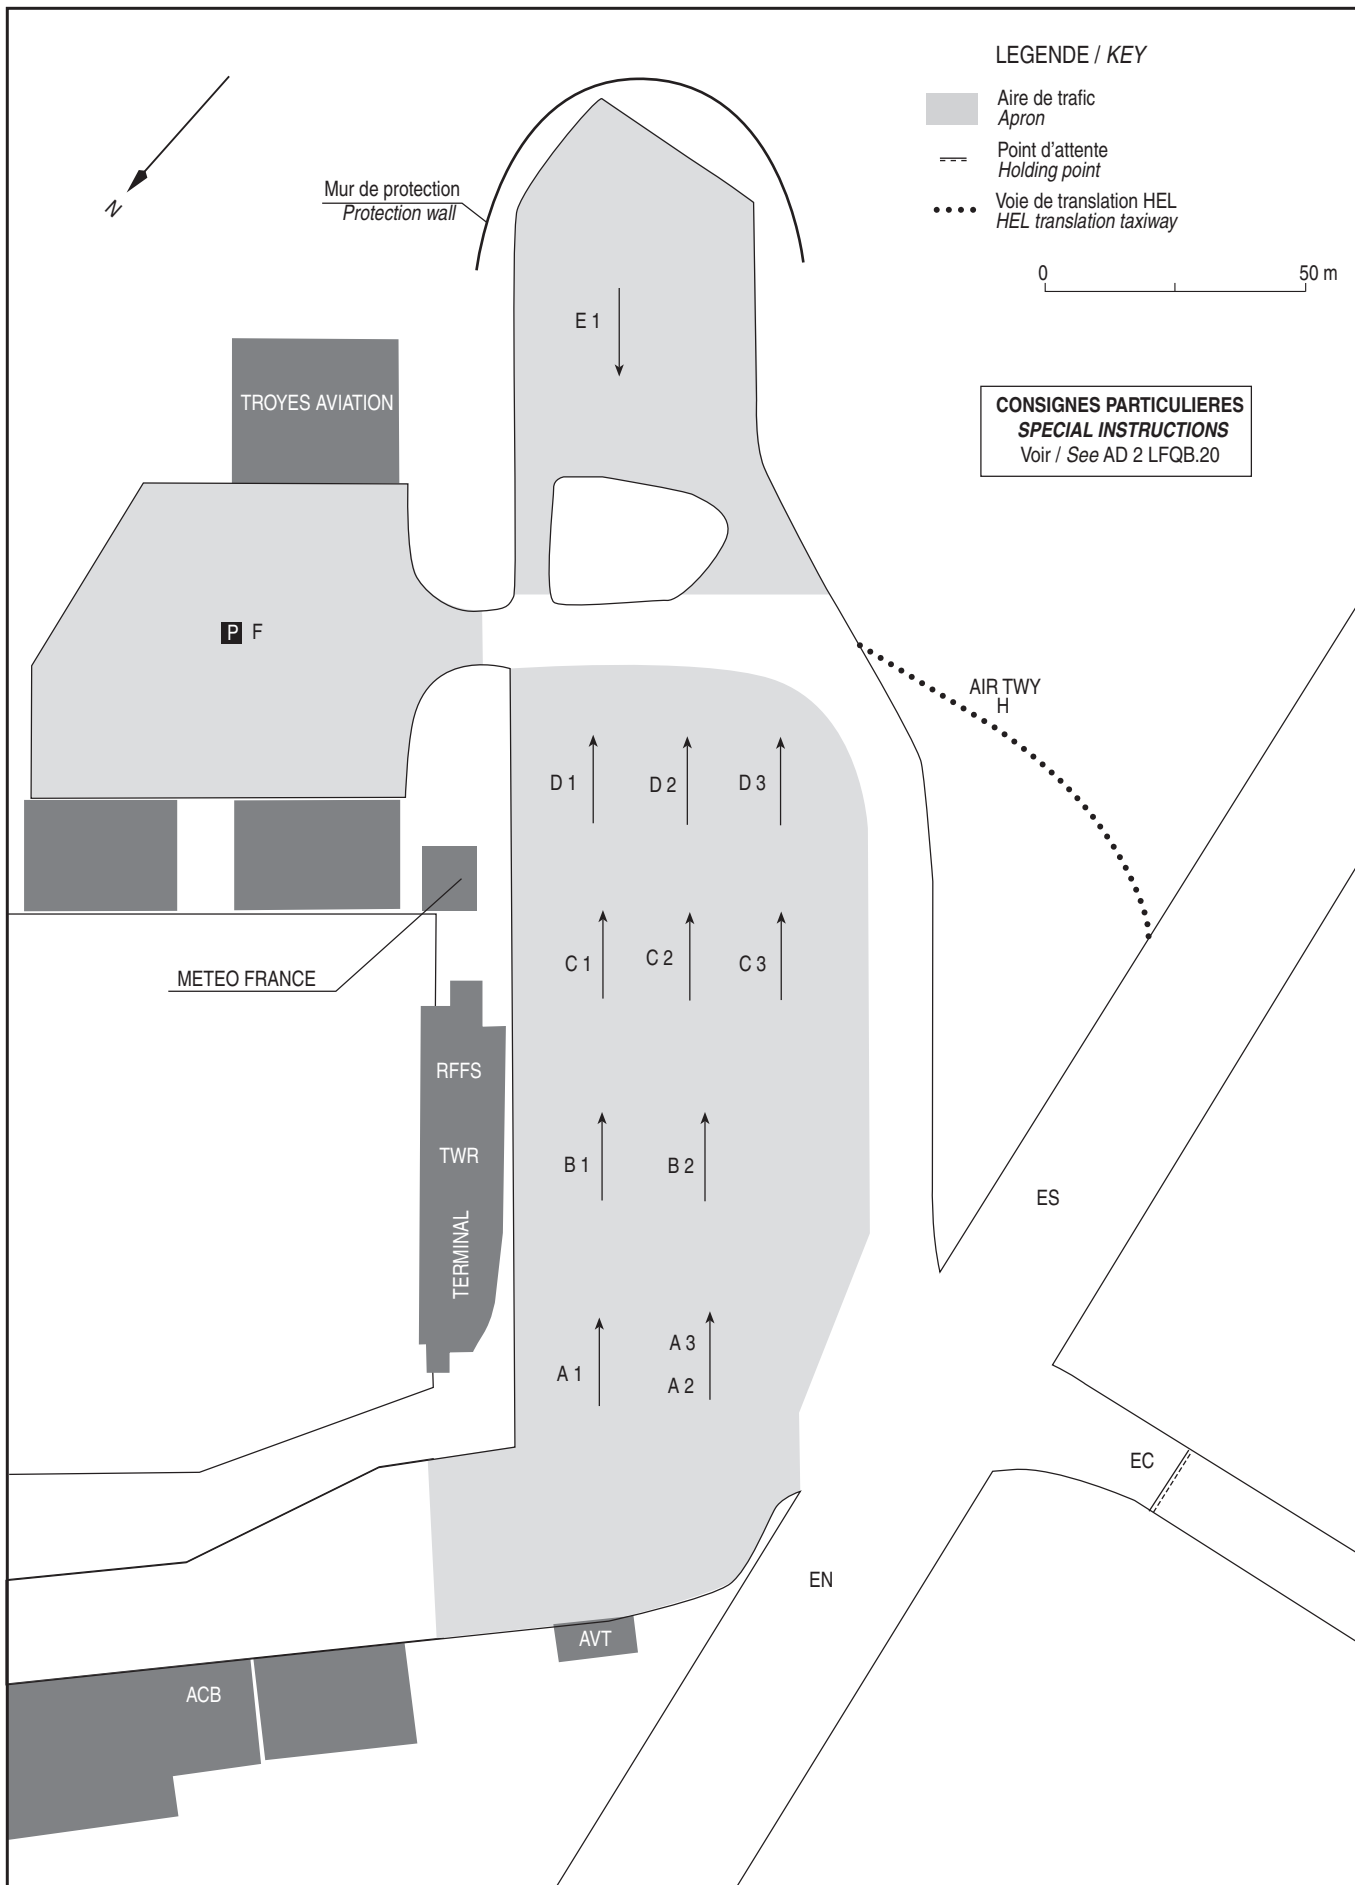 LEGENDE / KEY
Aire de trafic
Apron
Point d'attente
Holding point
Voie de translation HEL
HEL translation taxiway
0 50 m
N
Mur de protection
Protection wall
E 1
TROYES AVIATION
CONSIGNES PARTICULIERES
SPECIAL INSTRUCTIONS
Voir / See AD 2 LFQB.20
P F
AIR TWY
H
D 1 D 2 D 3
C 1 C 2 C 3
METEO FRANCE
RFFS
TWR
TERMINAL
B 1 B 2
ES
A 3
A 1
A 2
EC
EN
AVT
ACB